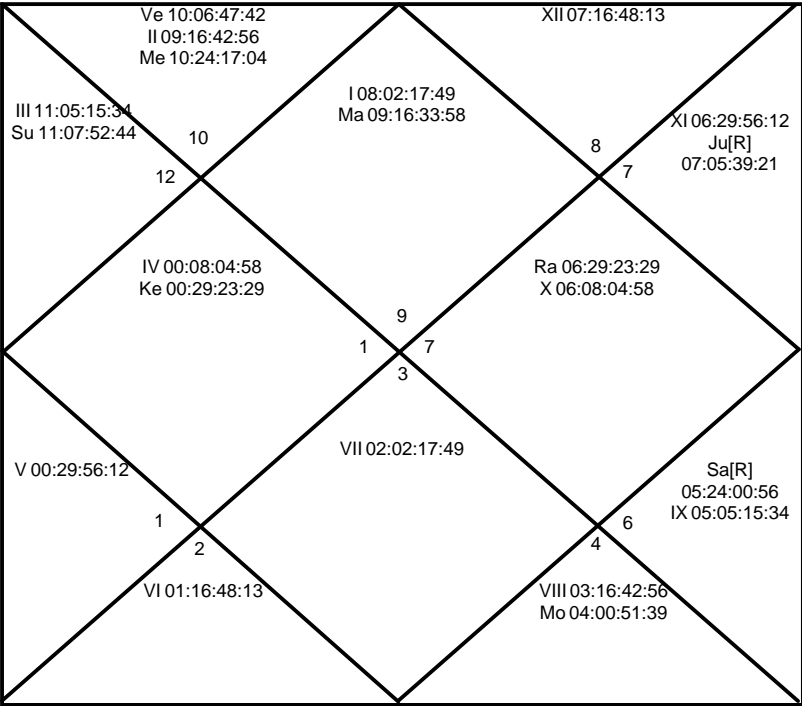 Ve 10:06:47:42
II 09:16:42:56
Me 10:24:17:04
XII 07:16:48:13
I 08:02:17:49
Ma 09:16:33:58
III 11:05:15:34
Su 11:07:52:44
XI 06:29:56:12
Ju[R]
07:05:39:21
10
8
12
7
IV 00:08:04:58
Ke 00:29:23:29
Ra 06:29:23:29
X 06:08:04:58
9
1
7
3
VII 02:02:17:49
V 00:29:56:12
Sa[R]
05:24:00:56
IX 05:05:15:34
1
6
2
4
VI 01:16:48:13
VIII 03:16:42:56
Mo 04:00:51:39